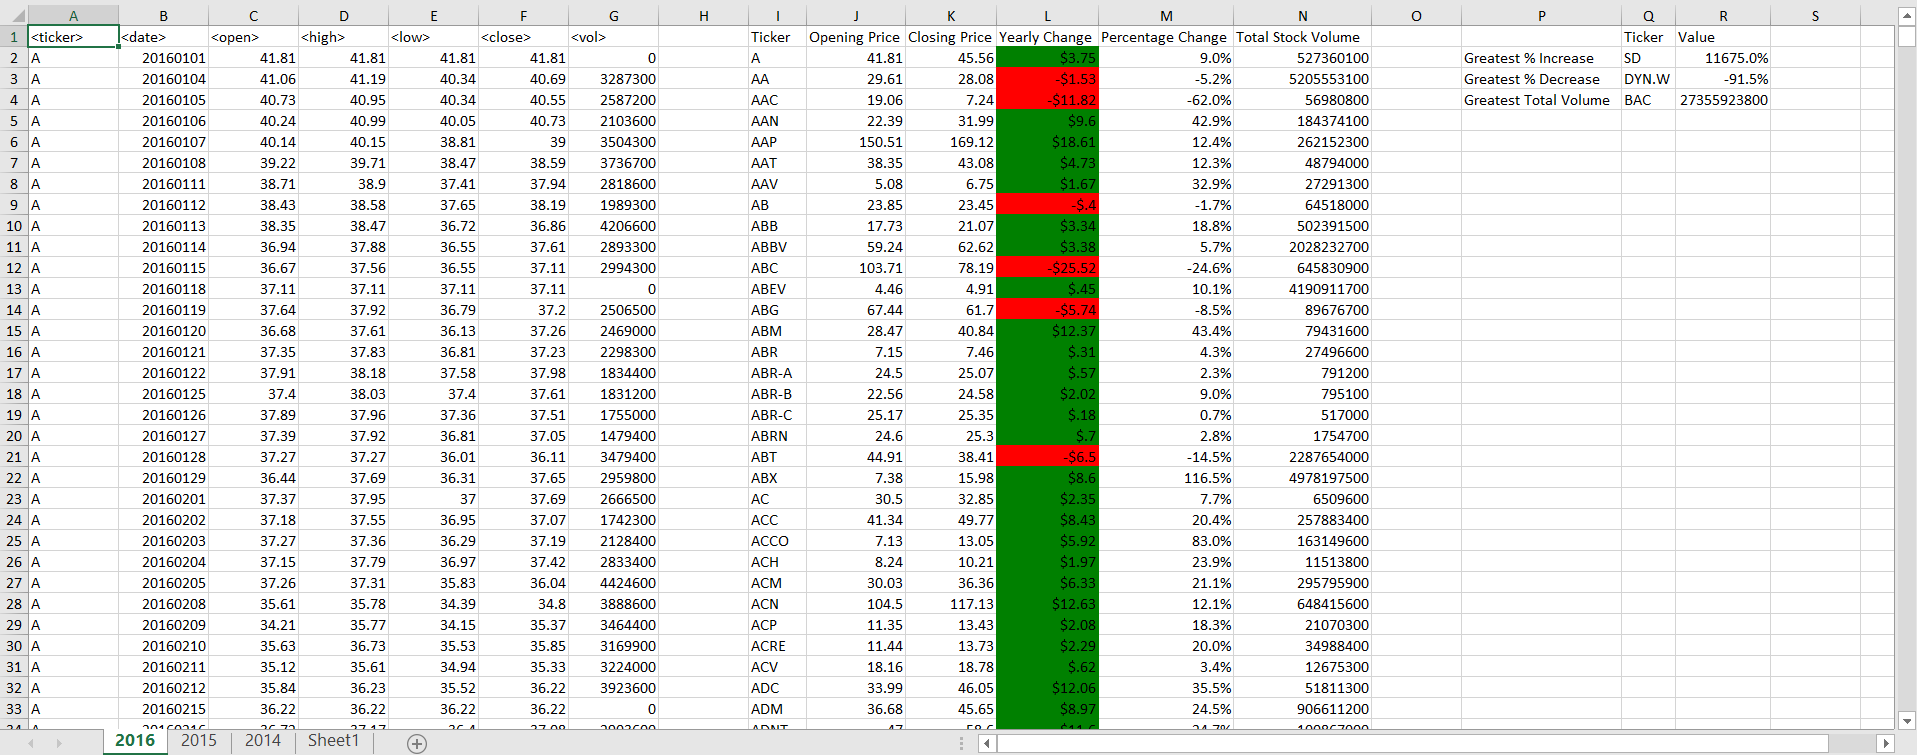 A B C D E F G H I J K L M N O P Q R S
1 <ticker> <date> <open> <high> <low> <close> <vol> Ticker Opening Price Closing Price Yearly Change Percentage Change Total Stock Volume Ticker Value
2 A 20160101 41.81 41.81 41.81 41.81 0 A 41.81 45.56 $3.75 9.0% 527360100 Greatest % Increase SD 11675.0%
3 A 20160104 41.06 41.19 40.34 40.69 3287300 AA 29.61 28.08 -$1.53 -5.2% 5205553100 Greatest % Decrease DYN.W -91.5%
4 A 20160105 40.73 40.95 40.34 40.55 2587200 AAC 19.06 7.24 -$11.82 -62.0% 56980800 Greatest Total Volume BAC 27355923800
5 A 20160106 40.24 40.99 40.05 40.73 2103600 AAN 22.39 31.99 $9.6 42.9% 184374100
6 A 20160107 40.14 40.15 38.81 39 3504300 AAP 150.51 169.12 $18.61 12.4% 262152300
7 A 20160108 39.22 39.71 38.47 38.59 3736700 AAT 38.35 43.08 $4.73 12.3% 48794000
8 A 20160111 38.71 38.9 37.41 37.94 2818600 AAV 5.08 6.75 $1.67 32.9% 27291300
9 A 20160112 38.43 38.58 37.65 38.19 1989300 AB 23.85 23.45 -$.4 -1.7% 64518000
10 A 20160113 38.35 38.47 36.72 36.86 4206600 ABB 17.73 21.07 $3.34 18.8% 502391500
11 A 20160114 36.94 37.88 36.55 37.61 2893300 ABBV 59.24 62.62 $3.38 5.7% 2028232700
12 A 20160115 36.67 37.56 36.55 37.11 2994300 ABC 103.71 78.19 -$25.52 -24.6% 645830900
13 A 20160118 37.11 37.11 37.11 37.11 0 ABEV 4.46 4.91 $.45 10.1% 4190911700
14 A 20160119 37.64 37.92 36.79 37.2 2506500 ABG 67.44 61.7 -$5.74 -8.5% 89676700
15 A 20160120 36.68 37.61 36.13 37.26 2469000 ABM 28.47 40.84 $12.37 43.4% 79431600
16 A 20160121 37.35 37.83 36.81 37.23 2298300 ABR 7.15 7.46 $.31 4.3% 27496600
17 A 20160122 37.91 38.18 37.58 37.98 1834400 ABR-A 24.5 25.07 $.57 2.3% 791200
18 A 20160125 37.4 38.03 37.4 37.61 1831200 ABR-B 22.56 24.58 $2.02 9.0% 795100
19 A 20160126 37.89 37.96 37.36 37.51 1755000 ABR-C 25.17 25.35 $.18 0.7% 517000
20 A 20160127 37.39 37.92 36.81 37.05 1479400 ABRN 24.6 25.3 $.7 2.8% 1754700
21 A 20160128 37.27 37.27 36.01 36.11 3479400 ABT 44.91 38.41 -$6.5 -14.5% 2287654000
22 A 20160129 36.44 37.69 36.31 37.65 2959800 ABX 7.38 15.98 $8.6 116.5% 4978197500
23 A 20160201 37.37 37.95 37 37.69 2666500 AC 30.5 32.85 $2.35 7.7% 6509600
24 A 20160202 37.18 37.55 36.95 37.07 1742300 ACC 41.34 49.77 $8.43 20.4% 257883400
25 A 20160203 37.27 37.36 36.29 37.19 2128400 ACCO 7.13 13.05 $5.92 83.0% 163149600
26 A 20160204 37.15 37.79 36.97 37.42 2833400 ACH 8.24 10.21 $1.97 23.9% 11513800
27 A 20160205 37.26 37.31 35.83 36.04 4424600 ACM 30.03 36.36 $6.33 21.1% 295795900
28 A 20160208 35.61 35.78 34.39 34.8 3888600 ACN 104.5 117.13 $12.63 12.1% 648415600
29 A 20160209 34.21 35.77 34.15 35.37 3464400 ACP 11.35 13.43 $2.08 18.3% 21070300
30 A 20160210 35.63 36.73 35.53 35.85 3169900 ACRE 11.44 13.73 $2.29 20.0% 34988400
31 A 20160211 35.12 35.61 34.94 35.33 3224000 ACV 18.16 18.78 $.62 3.4% 12675300
32 A 20160212 35.84 36.23 35.52 36.22 3923600 ADC 33.99 46.05 $12.06 35.5% 51811300
33 A 20160215 36.22 36.22 36.22 36.22 0 ADM 36.68 45.65 $8.97 24.5% 906611200
2016 2015 2014 Sheet1